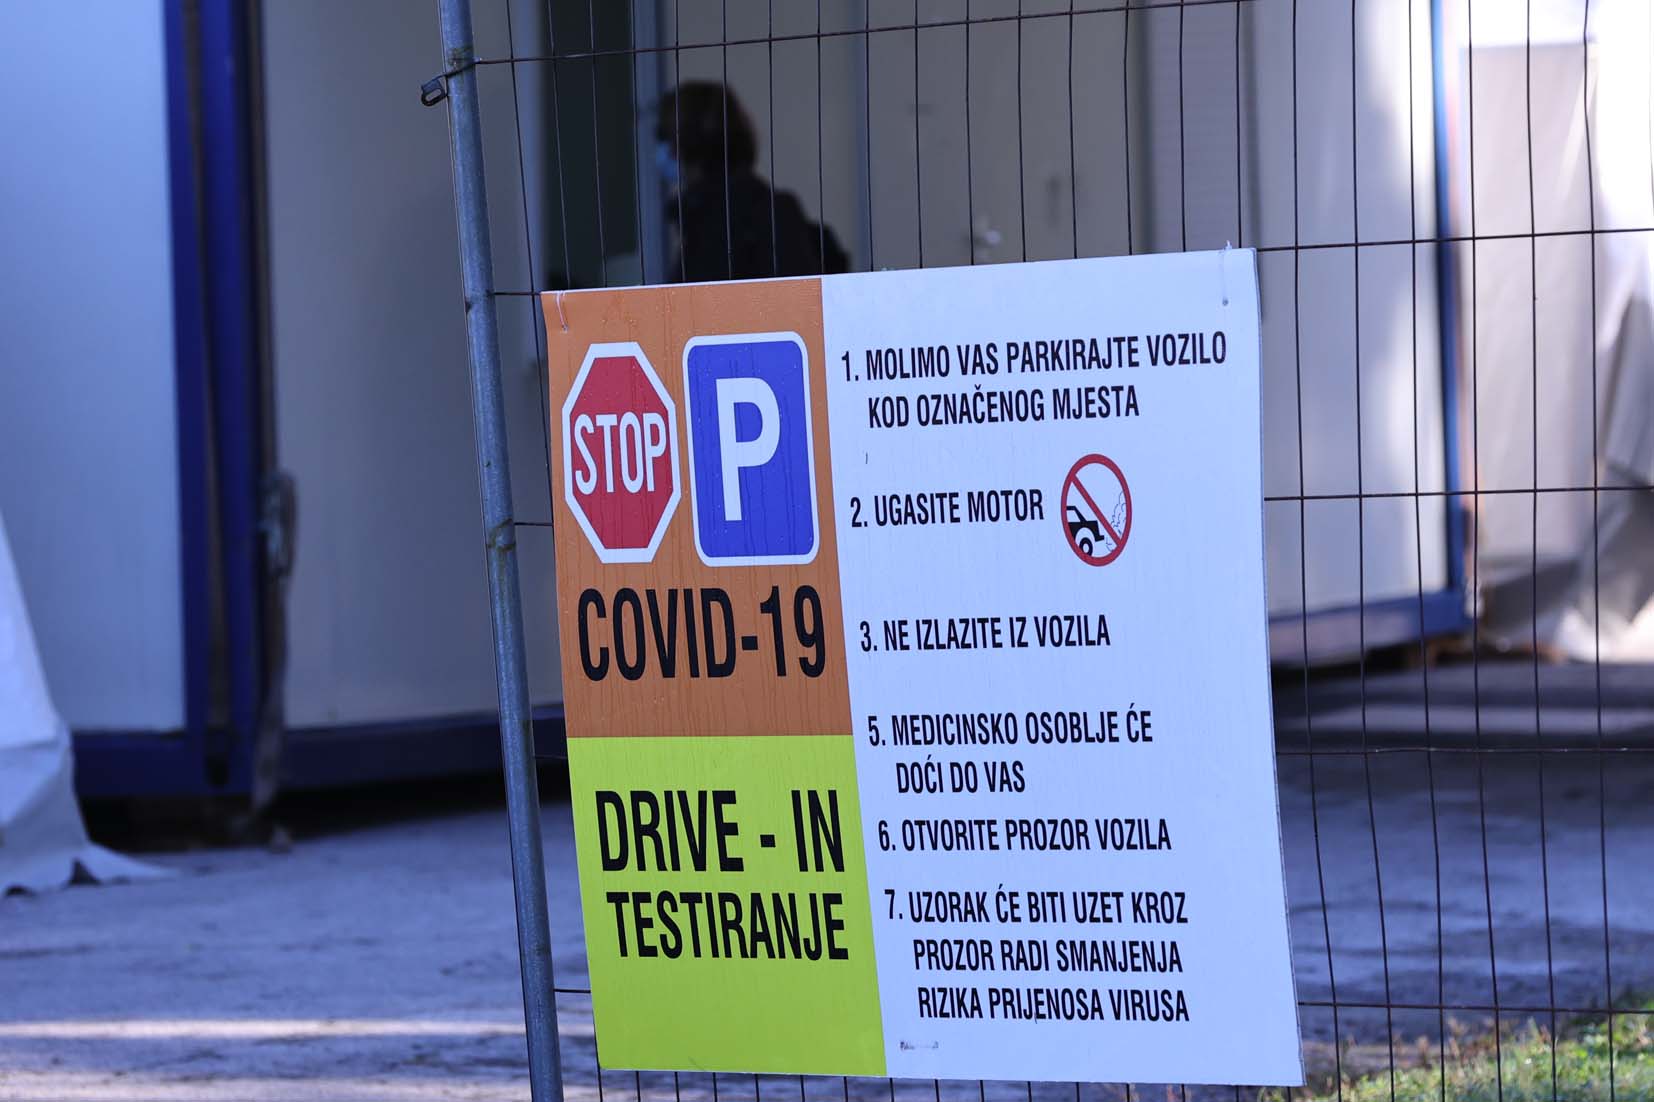 STOP
P
COVID-19
DRIVE - IN
TESTIRANJE
1. MOLIMO VAS PARKIRAJTE VOZILO
KOD OZNAČENOG MJESTA
2. UGASITE MOTOR
3. NE IZLAZITE IZ VOZILA
5. MEDICINSKO OSOBLJE ĆE
DOĆI DO VAS
6. OTVORITE PROZOR VOZILA
7. UZORAK ĆE BITI UZET KROZ
PROZOR RADI SMANJENJA
RIZIKA PRIJENOSA VIRUSA